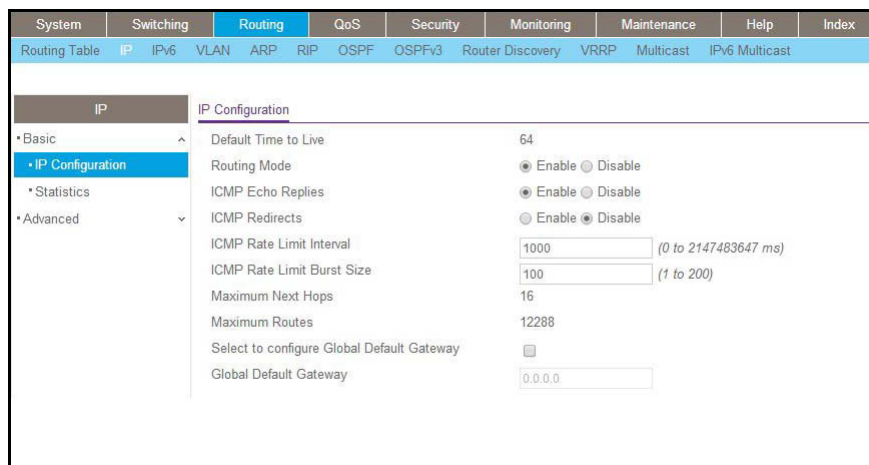 System Switching Routing QoS Security Monitoring Maintenance Help Index
Routing Table IP IPv6 VLAN ARP RIP OSPF OSPFv3 Router Discovery VRRP Multicast IPv6 Multicast
IP
Basic
IP Configuration
Statistics
Advanced
IP Configuration
Default Time to Live 64
Routing Mode Enable Disable
ICMP Echo Replies Enable Disable
ICMP Redirects Enable Disable
ICMP Rate Limit Interval 1000 (0 to 2147483647 ms)
ICMP Rate Limit Burst Size 100 (1 to 200)
Maximum Next Hops 16
Maximum Routes 12288
Select to configure Global Default Gateway
Global Default Gateway 0.0.0.0